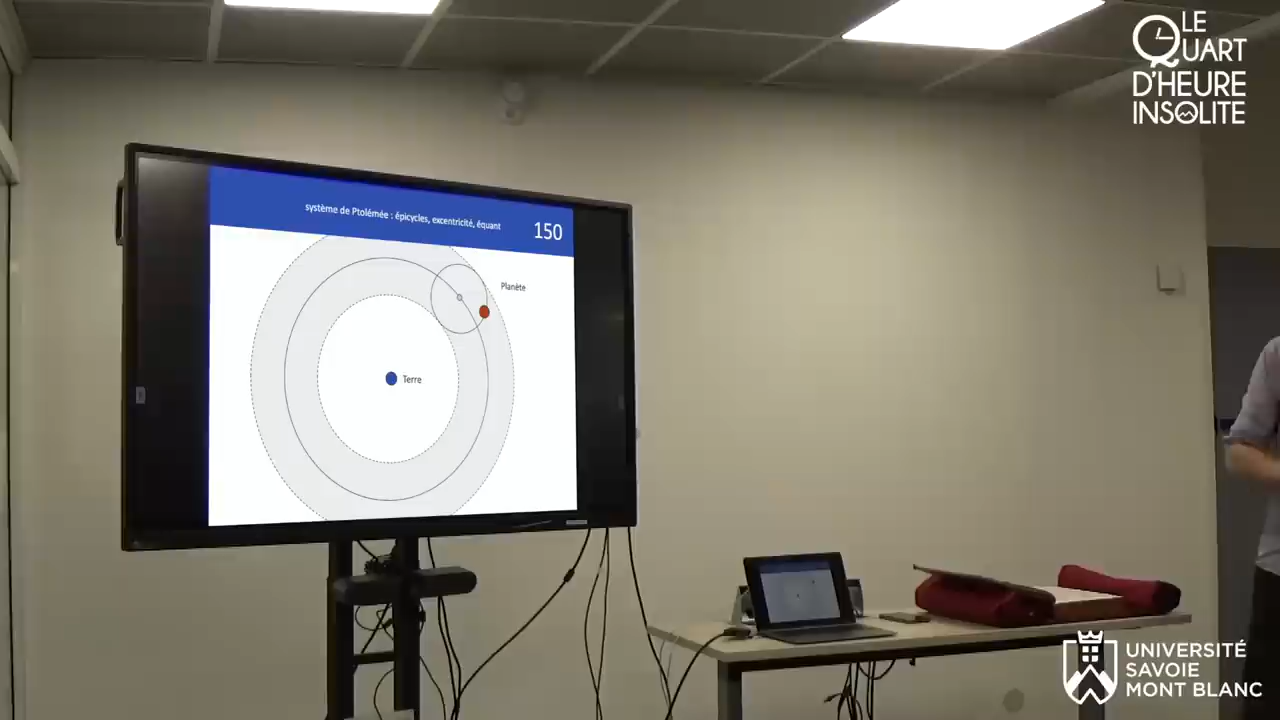 LE
QUART
D'HEURE
INSOLITE
système de Ptolémée : épicycles, excentricité, équant
150
Planète
Terre
UNIVERSITÉ
SAVOIE
MONT BLANC